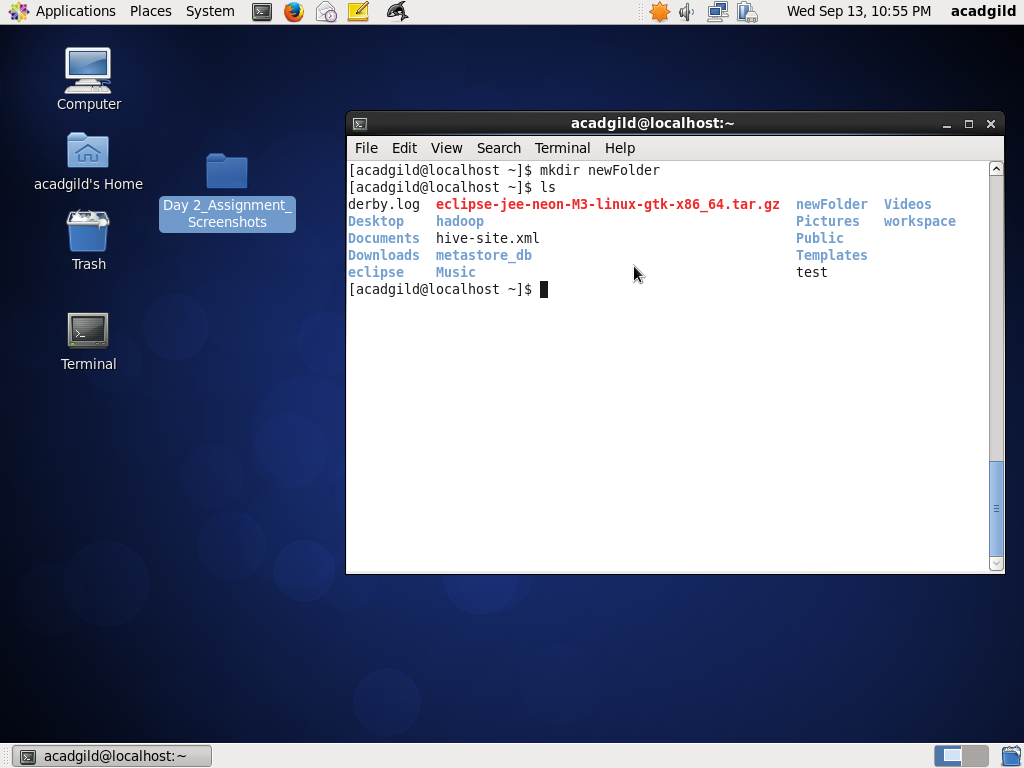 Applications Places System Wed Sep 13, 10:55 PM acadgild
Computer
acadgild's Home
Day 2_Assignment_
Screenshots
Trash
Terminal
acadgild@localhost:~
File Edit View Search Terminal Help
[acadgild@localhost ~]$ mkdir newFolder
[acadgild@localhost ~]$ ls
derby.log eclipse-jee-neon-M3-linux-gtk-x86_64.tar.gz newFolder Videos
Desktop hadoop Pictures workspace
Documents hive-site.xml Public
Downloads metastore_db Templates
eclipse Music test
[acadgild@localhost ~]$
acadgild@localhost:~